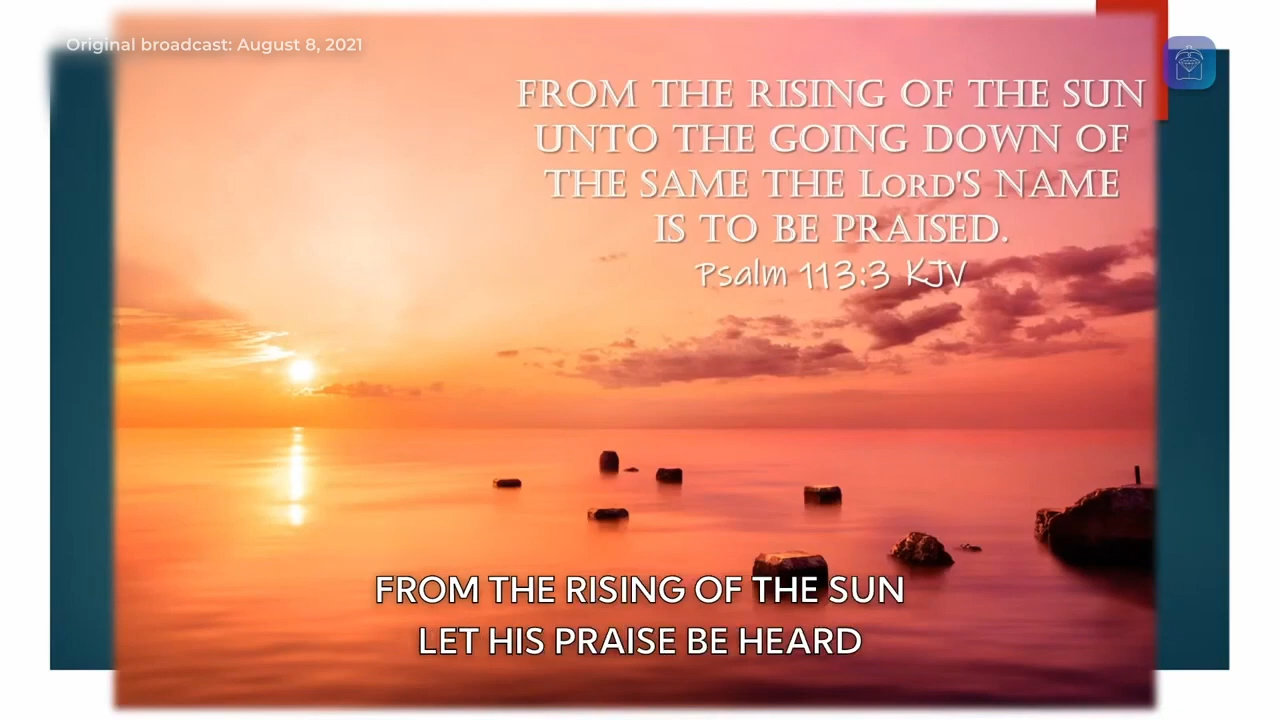 Original broadcast: August 8, 2021
FROM THE RISING OF THE SUN
UNTO THE GOING DOWN OF
THE SAME THE LORD'S NAME
IS TO BE PRAISED.
Psalm 113:3 KJV
FROM THE RISING OF THE SUN
LET HIS PRAISE BE HEARD